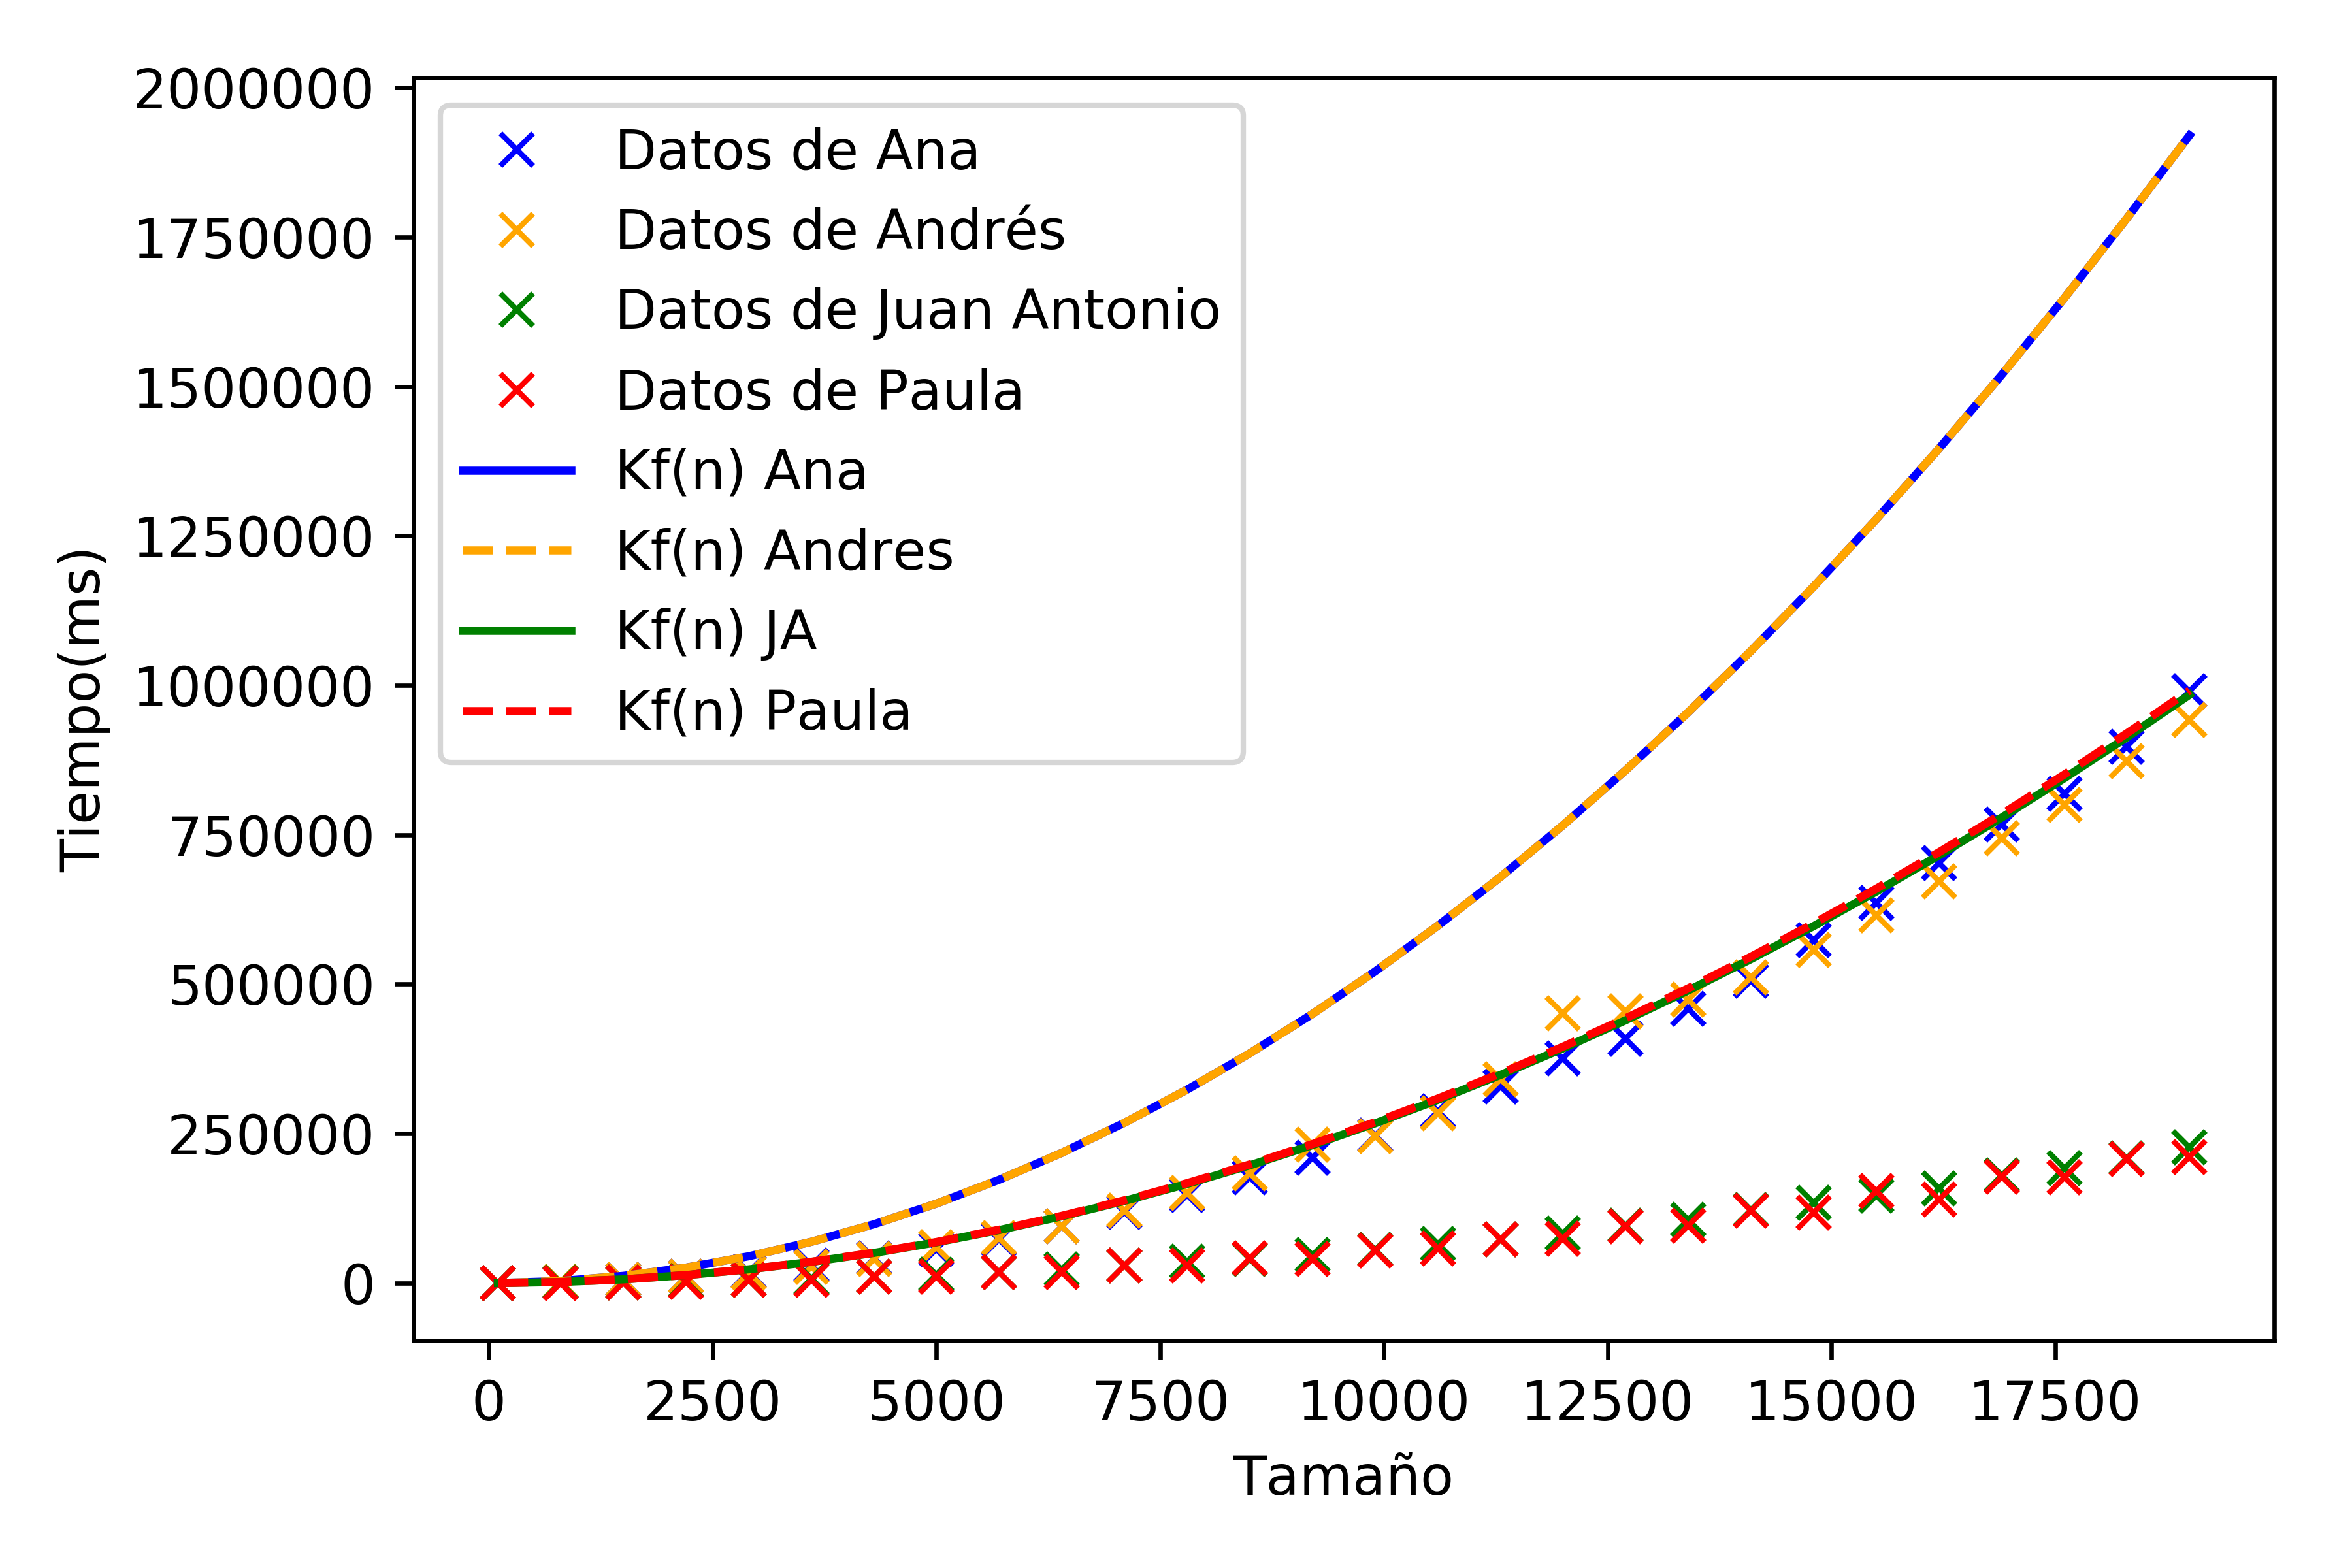 2000000
1750000
1500000
1250000
1000000
750000
500000
250000
0
Tiempo(ms)
Datos de Ana
Datos de Andrés
Datos de Juan Antonio
Datos de Paula
Kf(n) Ana
Kf(n) Andres
Kf(n) JA
Kf(n) Paula
0 2500 5000 7500 10000 12500 15000 17500
Tamaño